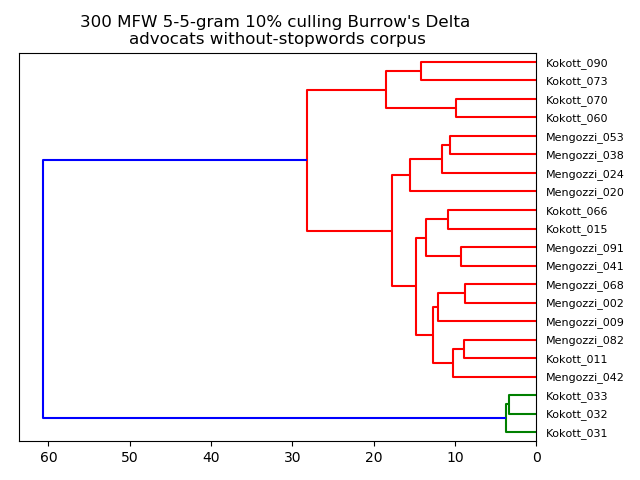 300 MFW 5-5-gram 10% culling Burrow's Delta
advocats without-stopwords corpus
Kokott_090
Kokott_073
Kokott_070
Kokott_060
Mengozzi_053
Mengozzi_038
Mengozzi_024
Mengozzi_020
Kokott_066
Kokott_015
Mengozzi_091
Mengozzi_041
Mengozzi_068
Mengozzi_002
Mengozzi_009
Mengozzi_082
Kokott_011
Mengozzi_042
Kokott_033
Kokott_032
Kokott_031
60 50 40 30 20 10 0